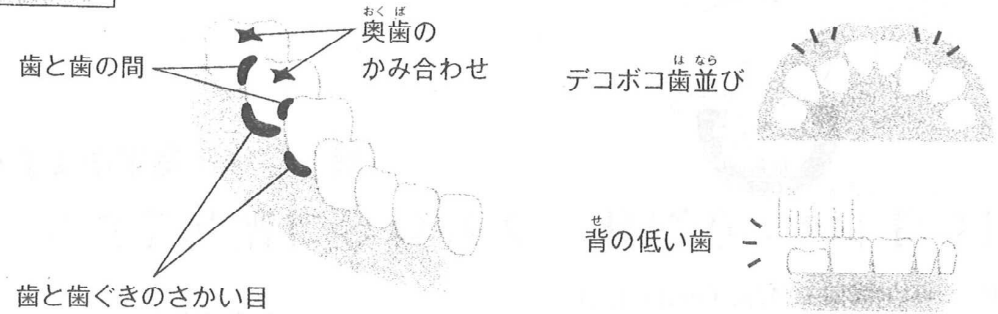 奥歯の
かみ合わせ
歯と歯の間
歯と歯ぐきのさかい目
デコボコ歯並び
背の低い歯